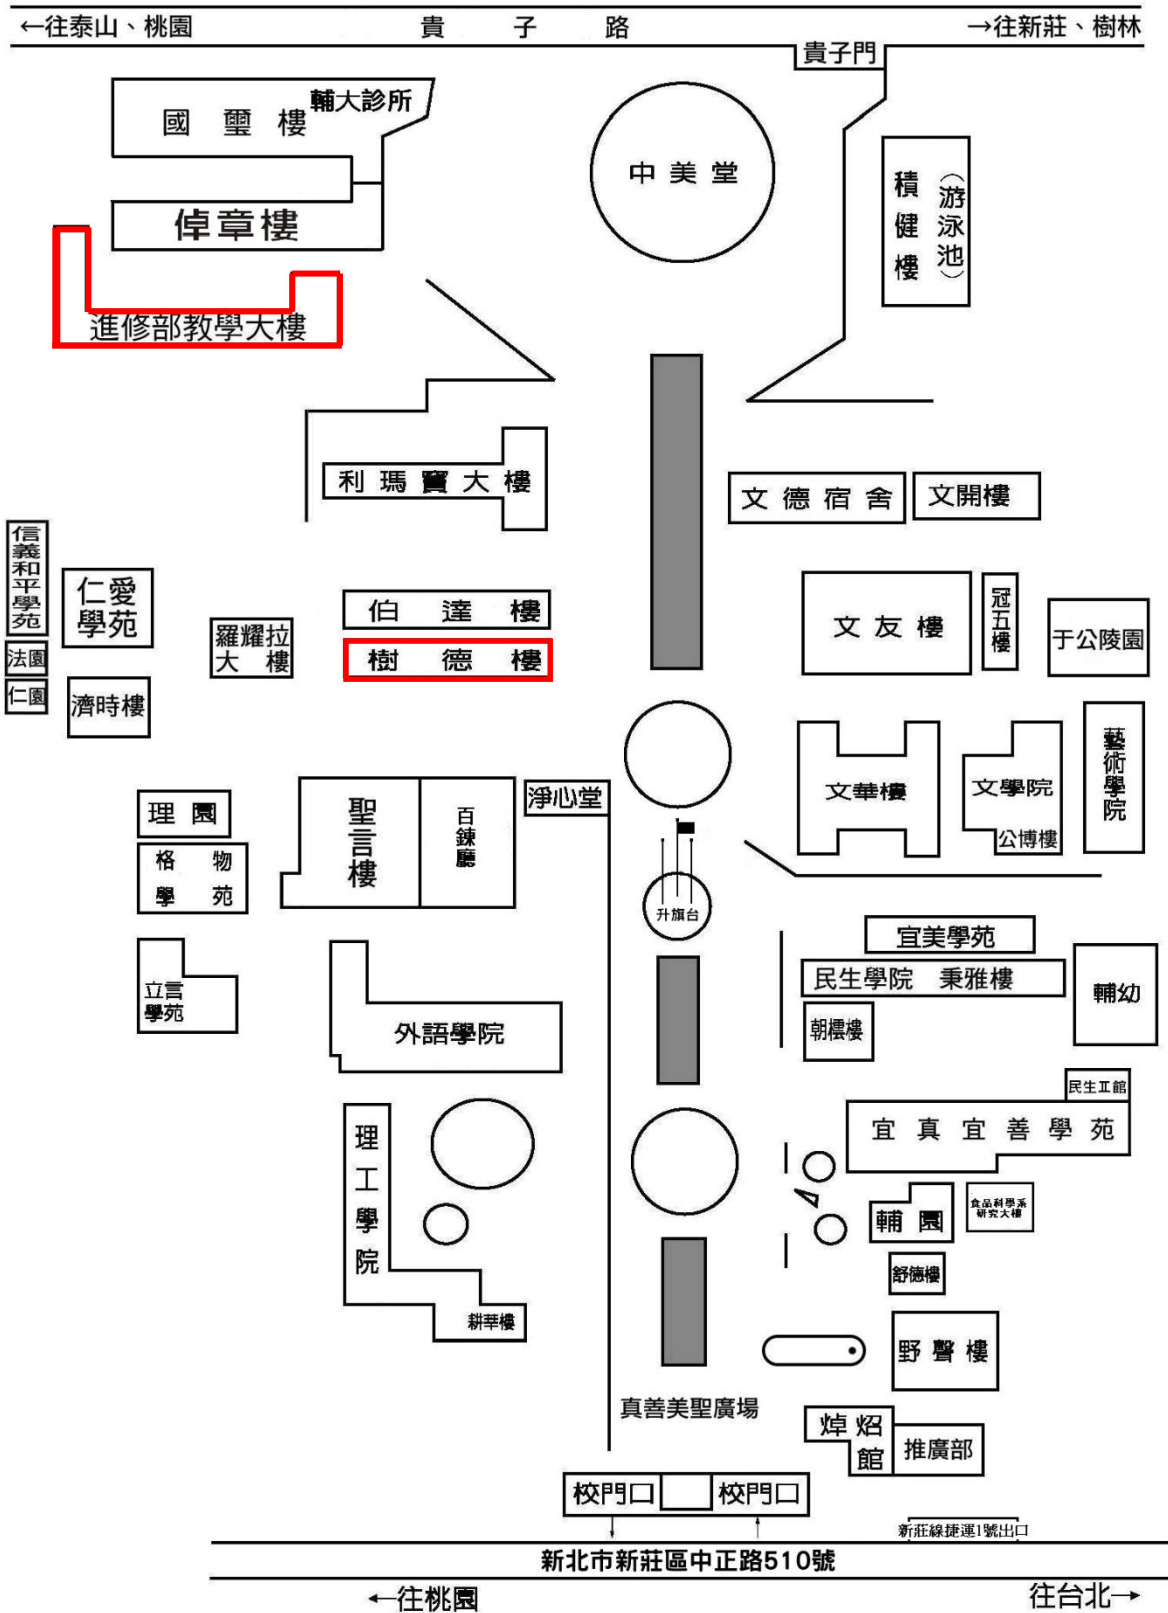 ←往泰山、桃園
貴子路
→往新莊、樹林
貴子門
輔大診所
國璽樓
中美堂
積健樓
（游泳池）
倬章樓
進修部教學大樓
利瑪竇大樓
文德宿舍
文開樓
信義和平學苑
仁愛
學苑
伯達樓
文友樓
冠五樓
于公陵園
羅耀拉
大樓
樹德樓
法園
仁園
濟時樓
藝術學院
文華樓
文學院
公博樓
理園
聖言樓
百鍊廳
淨心堂
格物
學苑
升旗台
宜美學苑
民生學院 秉雅樓
輔幼
立言
學苑
外語學院
朝橒樓
民生工館
理工學院
宜真宜善學苑
輔園
食品科學系
研究大樓
舒德樓
耕莘樓
野聲樓
真善美聖廣場
焯炤
館
推廣部
校門口
校門口
新莊線捷運1號出口
新北市新莊區中正路510號
←往桃園
往台北→